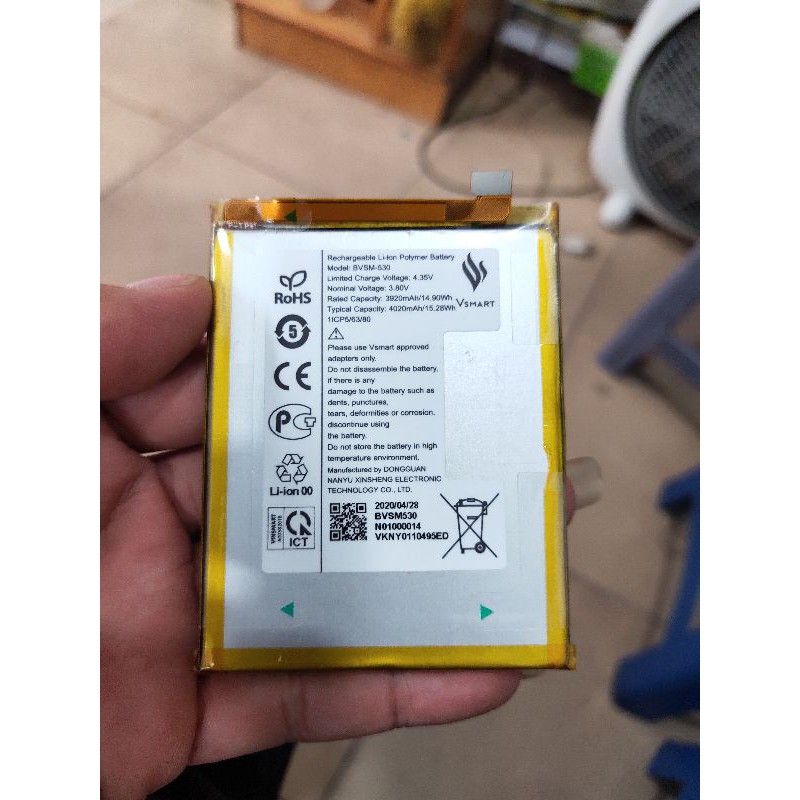 Rechargeable Li-ion Polymer Battery
Model: BVSM-530
Limited Charge Voltage: 4.35V
Nominal Voltage: 3.80V
Rated Capacity: 3920mAh/14.90Wh
Typical Capacity: 4020mAh/15.28Wh
1ICP5/63/80
VSMART
RoHS
5
CE
Please use Vsmart approved
adapters only.
Do not disassemble the battery.
if there is any
damage to the battery such as
dents, punctures,
tears, deformities or corrosion,
discontinue using
the battery.
Do not store the battery in high
temperature environment.
Manufactured by DONGGUAN
NANYU XINSHENG ELECTRONIC
TECHNOLOGY CO., LTD.
Li-ion 00
VINSMART
ICT
2020/04/28
BVSM530
N01000014
VKNY0110495ED